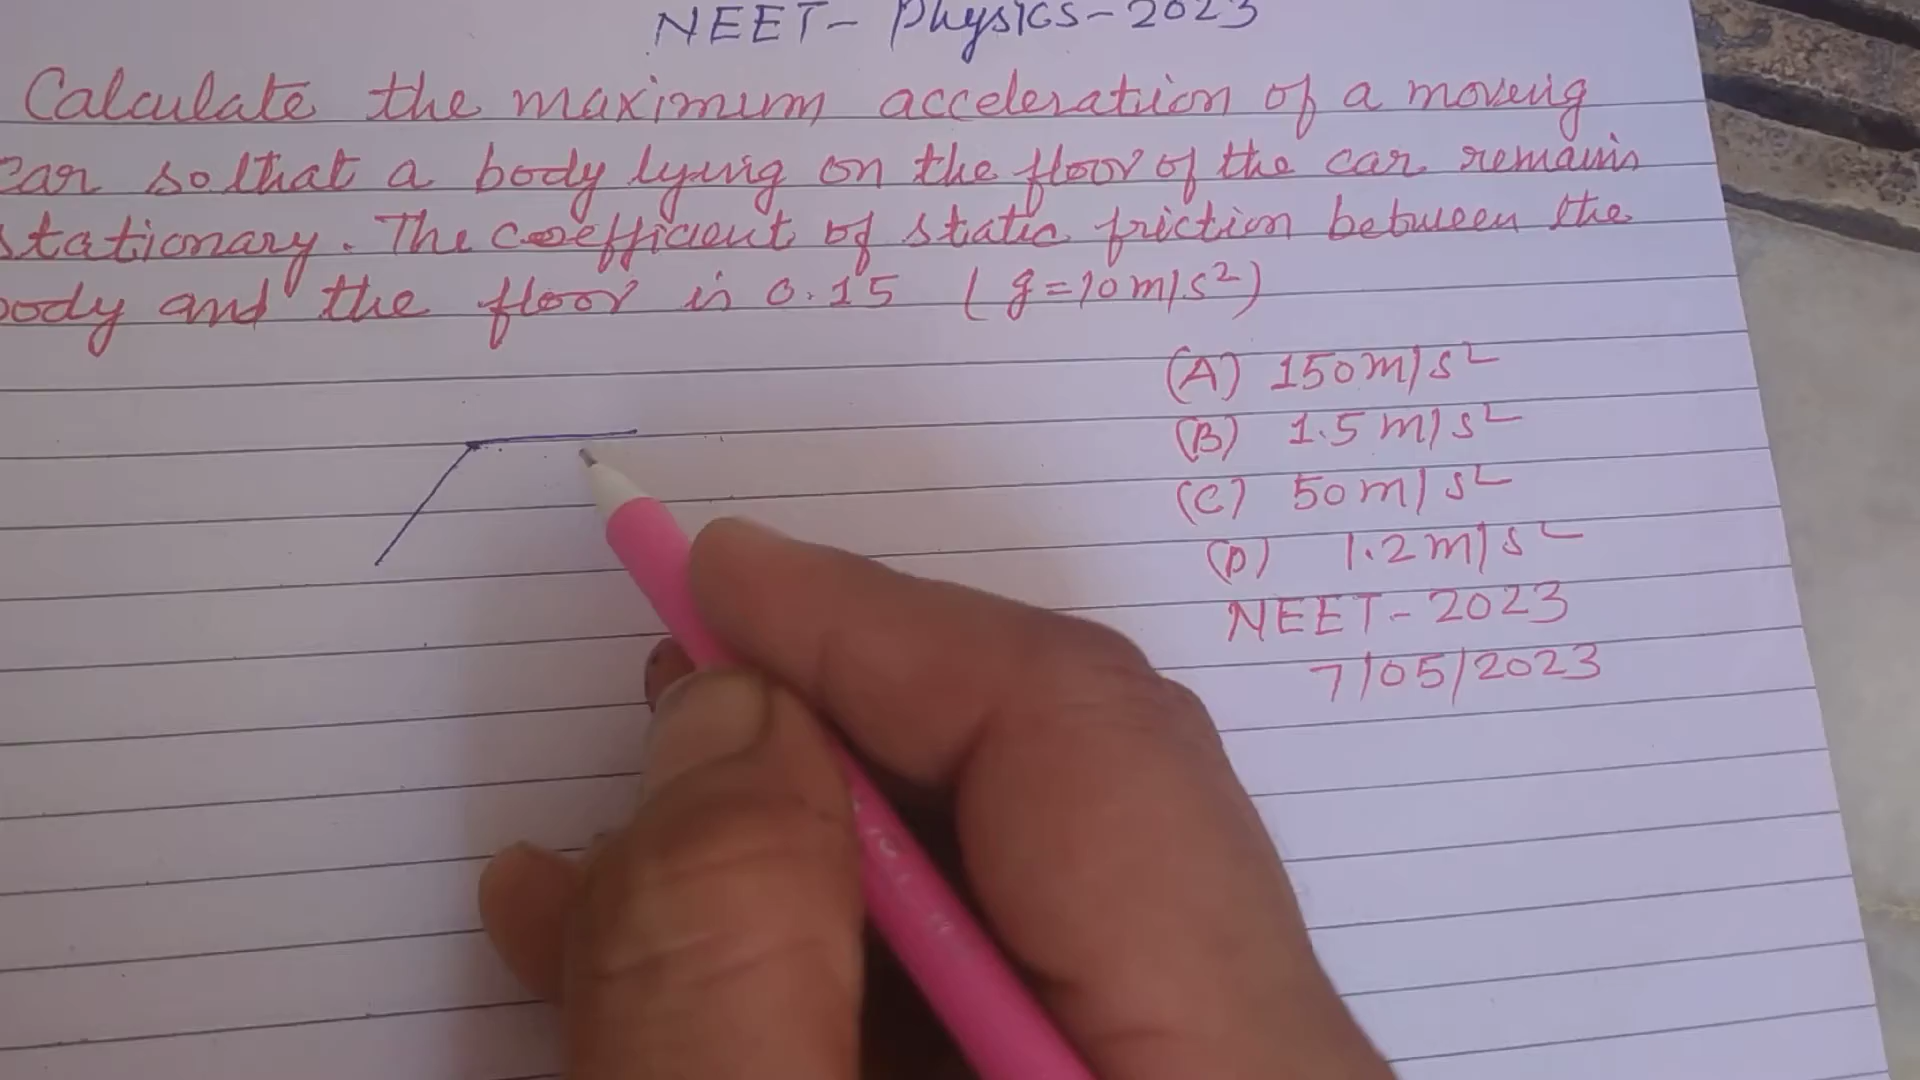 NEET- Physics-2023
Calculate the maximum acceleration of a moving
car so that a body lying on the floor of the car remains
stationary. The coefficient of static friction between the
body and the floor is 0.15 (g=10m/s²)
(A) 150m/s²
(B) 1.5 m/s²
(C) 50m/s²
(D) 1.2m/s²
NEET-2023
7/05/2023